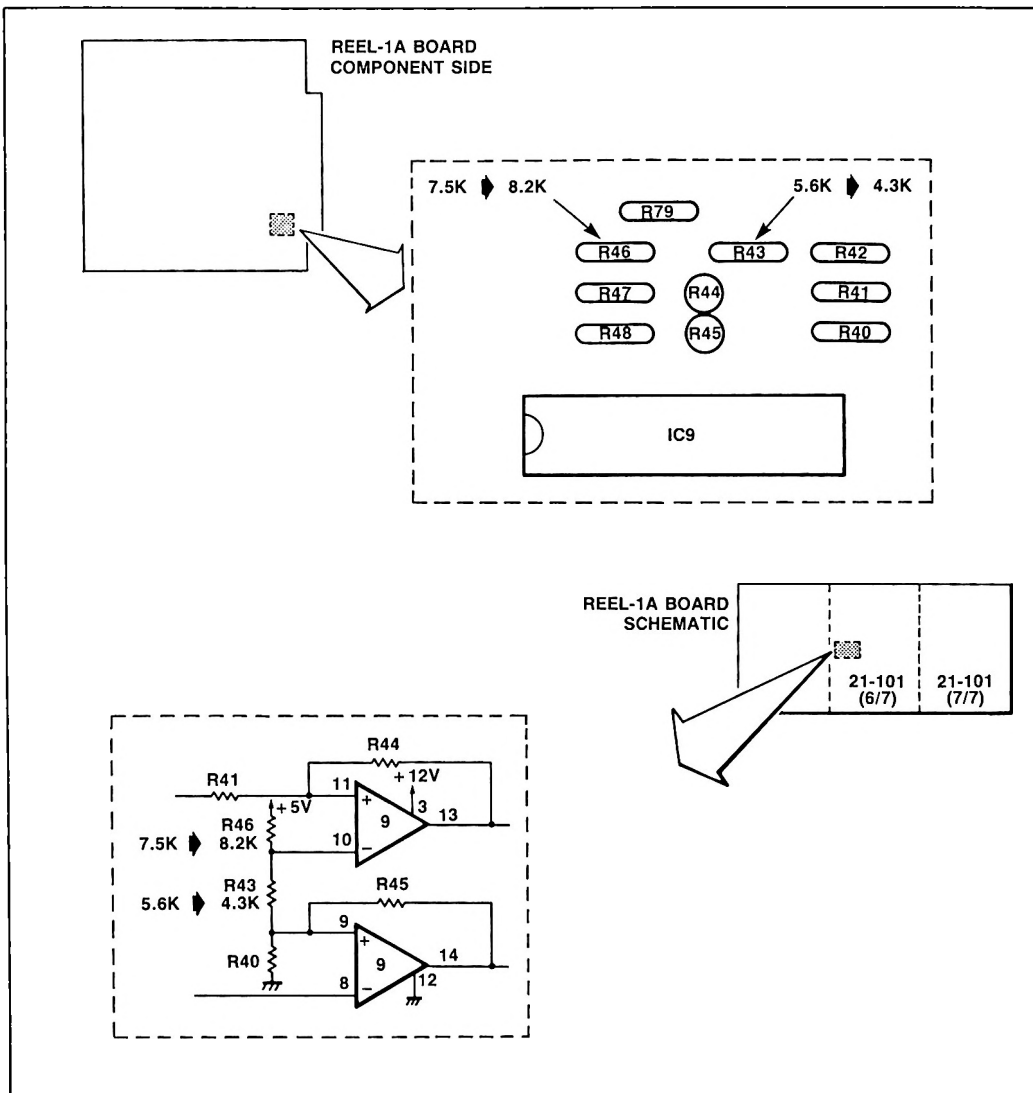 REEL-1A BOARD
COMPONENT SIDE
7.5K ➧ 8.2K
5.6K ➧ 4.3K
R79
R46
R43
R42
R47
R44
R41
R48
R45
R40
IC9
REEL-1A BOARD
SCHEMATIC
21-101
(6/7)
21-101
(7/7)
R44
+12V
R41
11
+
3
13
+5V
R46
7.5K ➧ 8.2K
10
−
9
R43
5.6K ➧ 4.3K
R45
9
+
14
R40
9
12
8
−